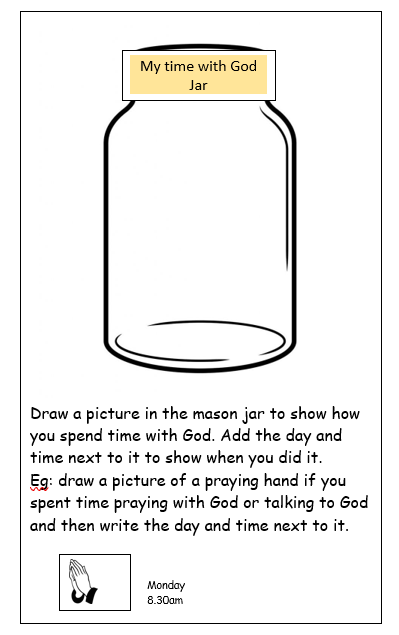 My time with God
Jar
Draw a picture in the mason jar to show how
you spend time with God. Add the day and
time next to it to show when you did it.
Eg: draw a picture of a praying hand if you
spent time praying with God or talking to God
and then write the day and time next to it.
Monday
8.30am